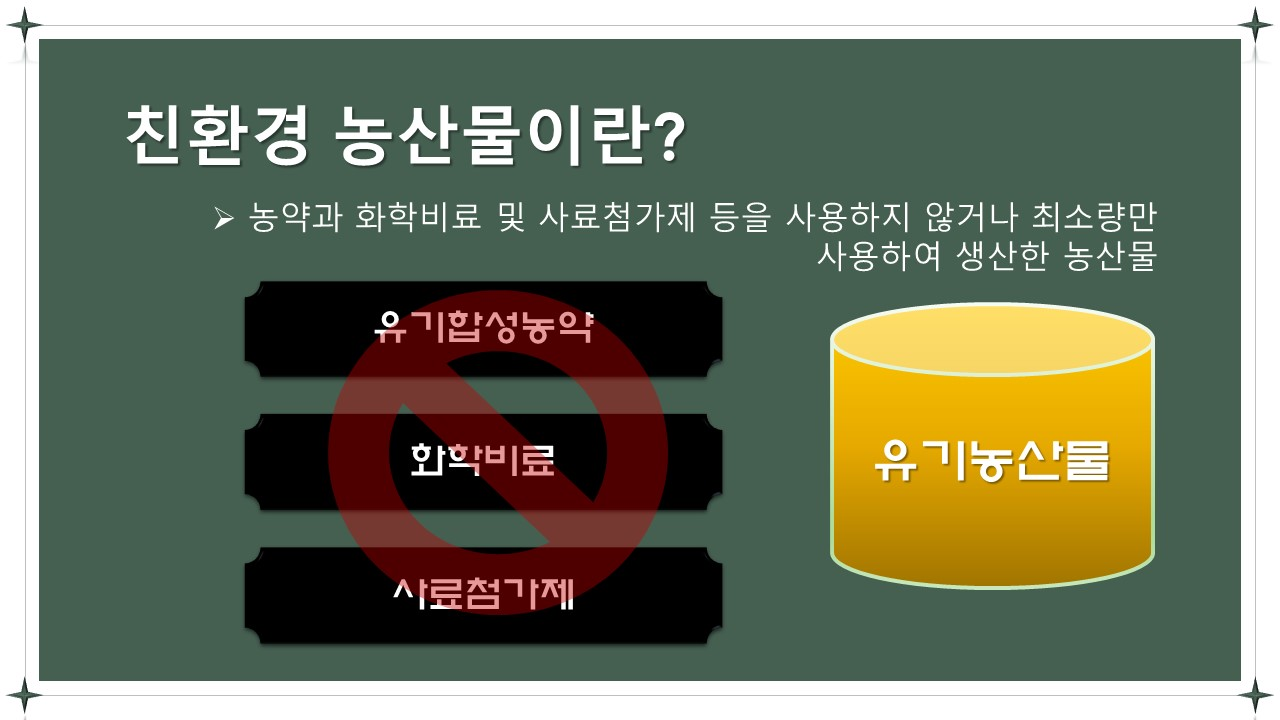 친환경 농산물이란?
➢ 농약과 화학비료 및 사료첨가제 등을 사용하지 않거나 최소량만
사용하여 생산한 농산물
유기합성농약
화학비료
사료첨가제
유기농산물